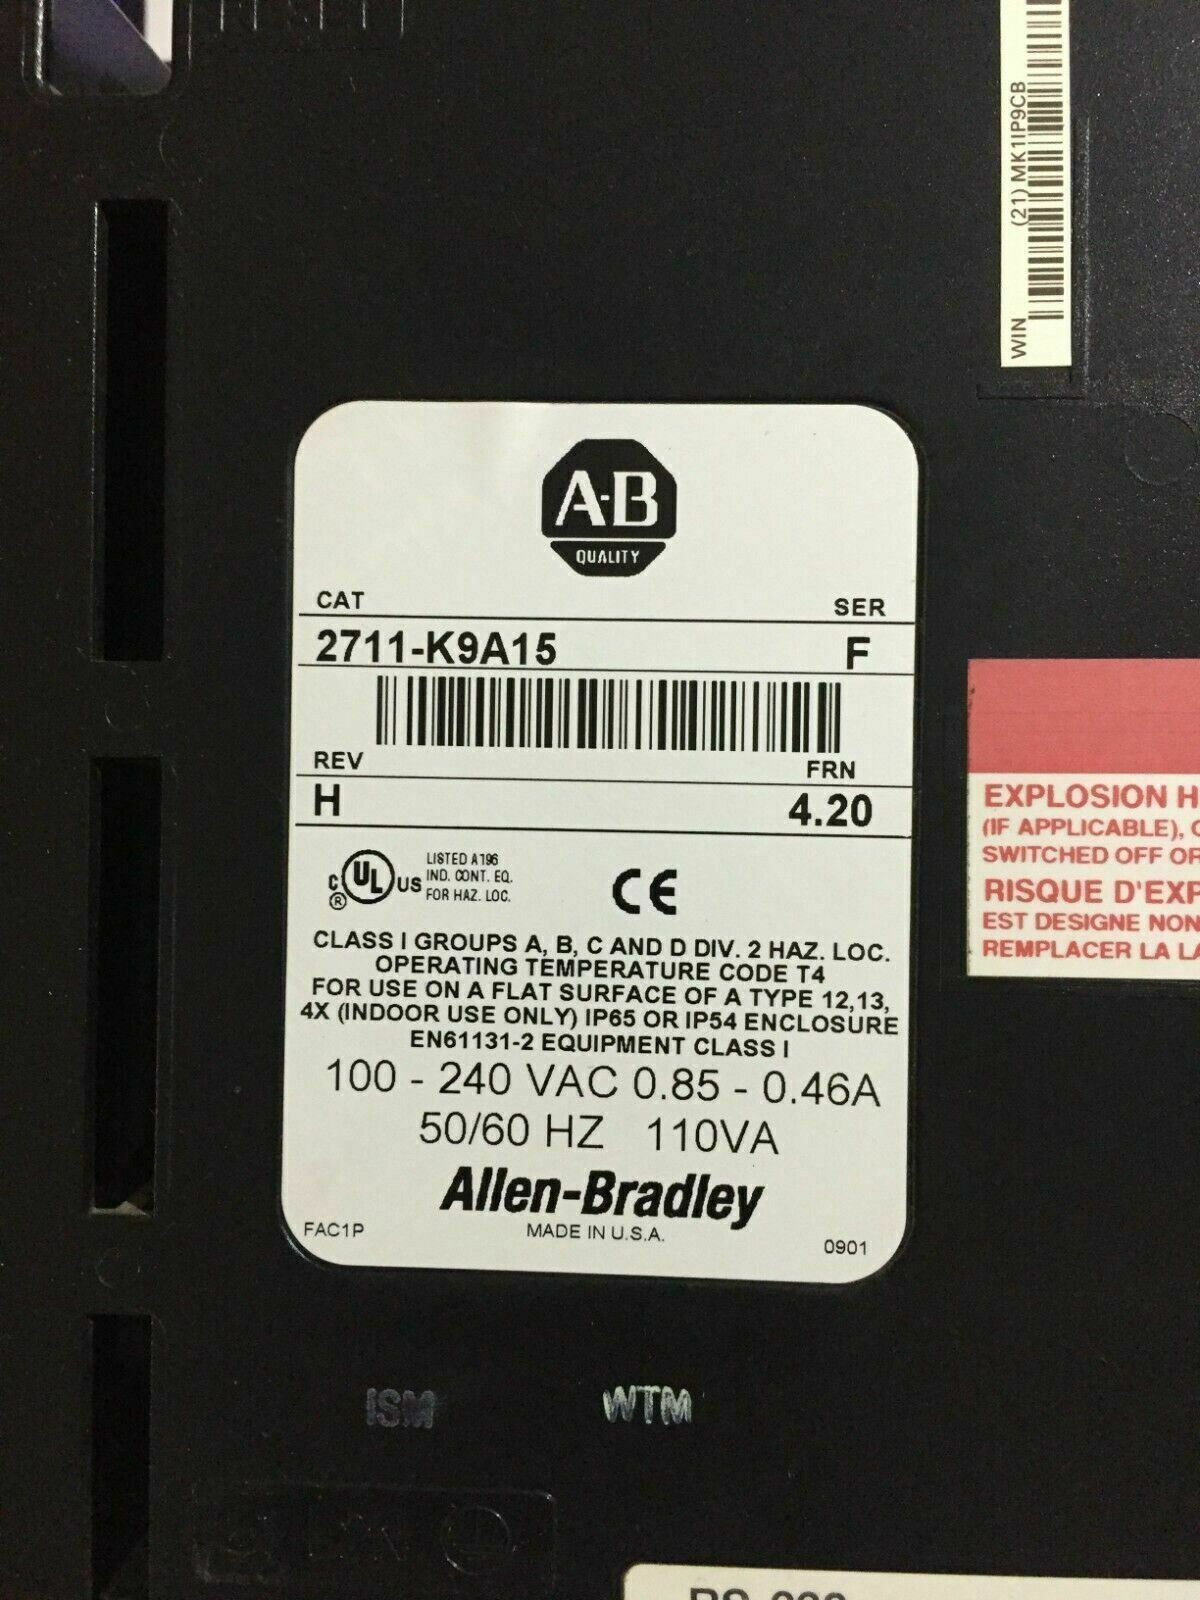 WIN (21) MK1IP9CB
A-B
QUALITY
CAT SER
2711-K9A15 F
REV FRN
H 4.20
C UL US ®
LISTED A196
IND. CONT. EQ.
FOR HAZ. LOC.
CE
CLASS I GROUPS A, B, C AND D DIV. 2 HAZ. LOC.
OPERATING TEMPERATURE CODE T4
FOR USE ON A FLAT SURFACE OF A TYPE 12,13,
4X (INDOOR USE ONLY) IP65 OR IP54 ENCLOSURE
EN61131-2 EQUIPMENT CLASS I
100 - 240 VAC 0.85 - 0.46A
50/60 HZ 110VA
Allen-Bradley
MADE IN U.S.A.
FAC1P 0901
EXPLOSION H
(IF APPLICABLE), 
SWITCHED OFF OR
RISQUE D'EXP
EST DESIGNE NON
REMPLACER LA LA
ISM WTM